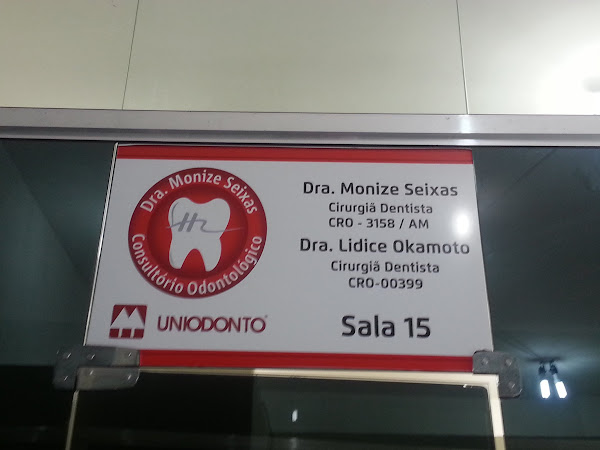 Dra. Monize Seixas
Consultório Odontológico
UNIODONTO
Dra. Monize Seixas
Cirurgiã Dentista
CRO - 3158 / AM
Dra. Lidice Okamoto
Cirurgiã Dentista
CRO-00399
Sala 15